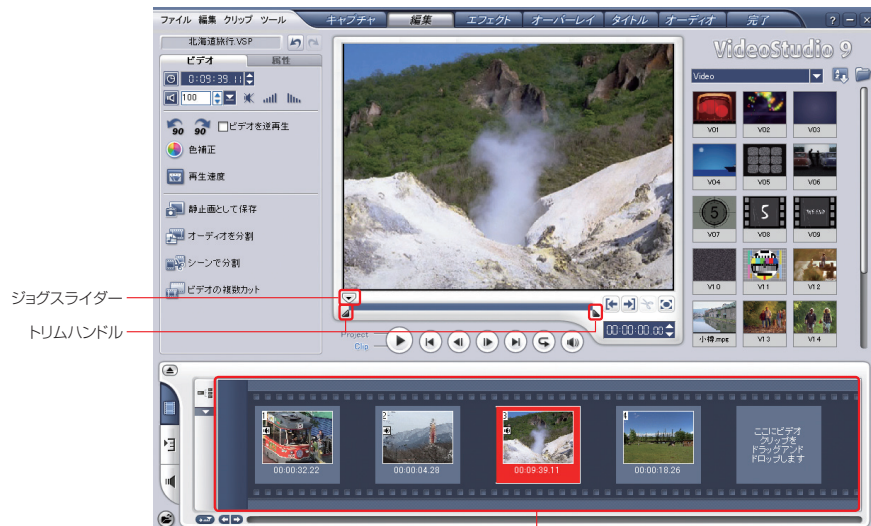 ファイル 編集 クリップ ツール
キャプチャ 編集 エフェクト オーバーレイ タイトル オーディオ 完了
北海道旅行.VSP
ビデオ 属性
0:09:39.11
100
90 90 □ビデオを逆再生
色補正
再生速度
静止画として保存
オーディオを分割
シーンで分割
ビデオの複数カット
ジョグスライダー
トリムハンドル
Project
Clip
00:00:00.00
VideoStudio 9
Video
V01 V02 V03
V04 V05 V06
5 S
V07 V08 V09
V10 V11 V12
小樽.mpg V13 V14
1 2 3 4
00:00:32.22 00:00:04.28 00:09:39.11 00:00:18.26
ここにビデオ
クリップを
ドラッグアンド
ドロップします